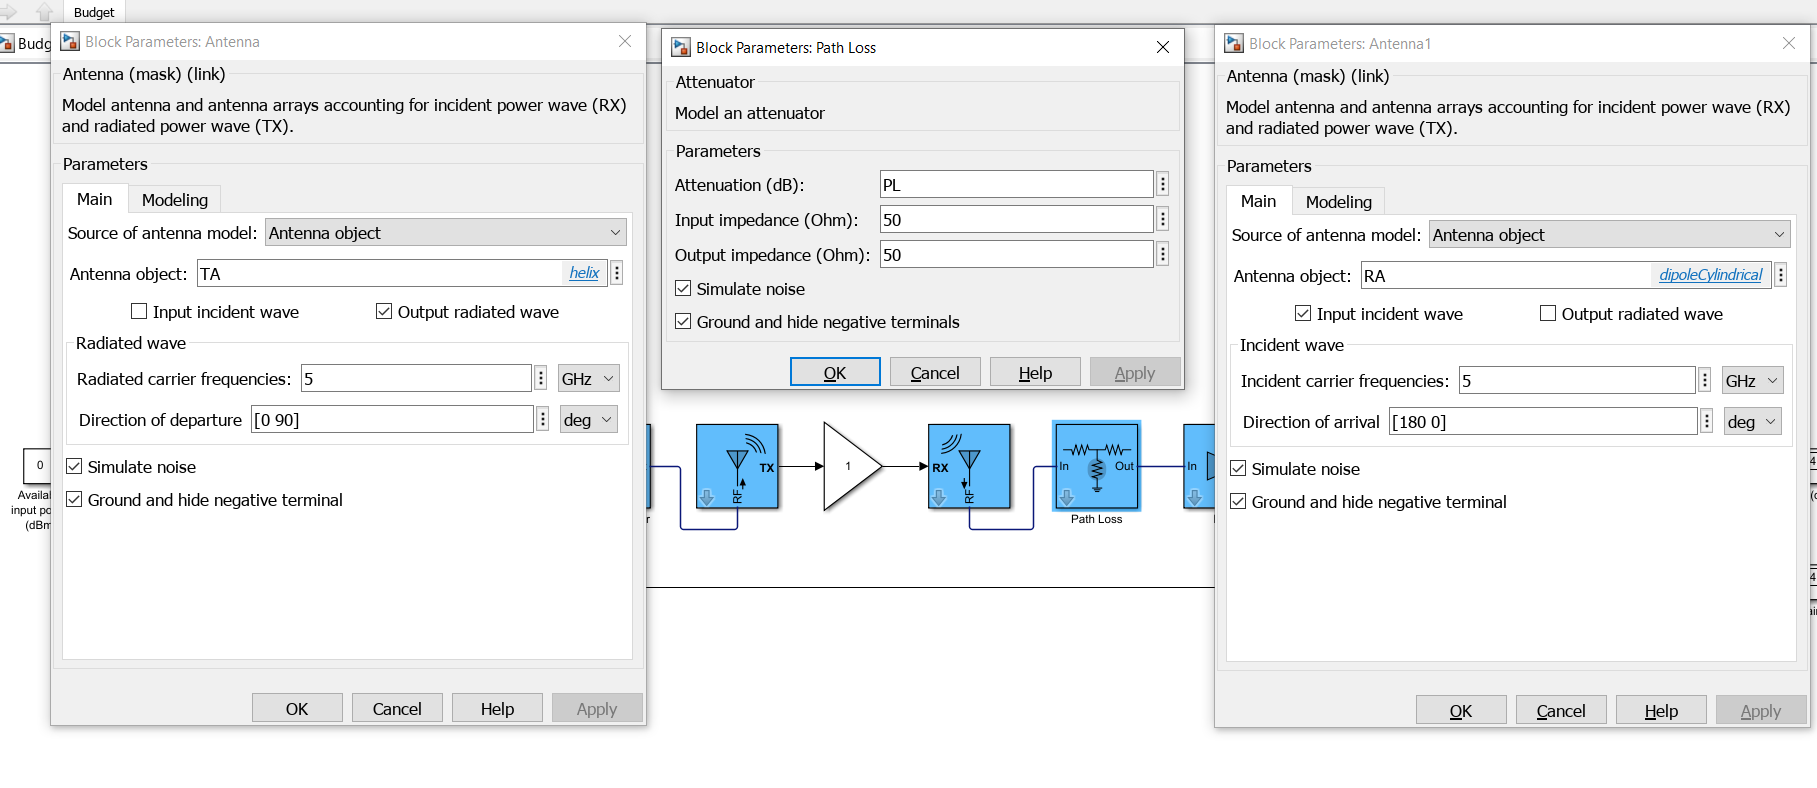 Budget
Budg
Block Parameters: Antenna
Antenna (mask) (link)
Model antenna and antenna arrays accounting for incident power wave (RX)
and radiated power wave (TX).
Parameters
Main
Modeling
Source of antenna model: Antenna object
Antenna object: TA helix
Input incident wave
Output radiated wave
Radiated wave
Radiated carrier frequencies: 5 GHz
Direction of departure [0 90] deg
Simulate noise
Ground and hide negative terminal
OK Cancel Help Apply
Block Parameters: Path Loss
Attenuator
Model an attenuator
Parameters
Attenuation (dB): PL
Input impedance (Ohm): 50
Output impedance (Ohm): 50
Simulate noise
Ground and hide negative terminals
OK Cancel Help Apply
Block Parameters: Antenna1
Antenna (mask) (link)
Model antenna and antenna arrays accounting for incident power wave (RX)
and radiated power wave (TX).
Parameters
Main
Modeling
Source of antenna model: Antenna object
Antenna object: RA dipoleCylindrical
Input incident wave
Output radiated wave
Incident wave
Incident carrier frequencies: 5 GHz
Direction of arrival [180 0] deg
Simulate noise
Ground and hide negative terminal
OK Cancel Help Apply
0
Availal
input po
(dBm
r
TX
RF
1
RX
RF
In
Out
Path Loss
In
4
4